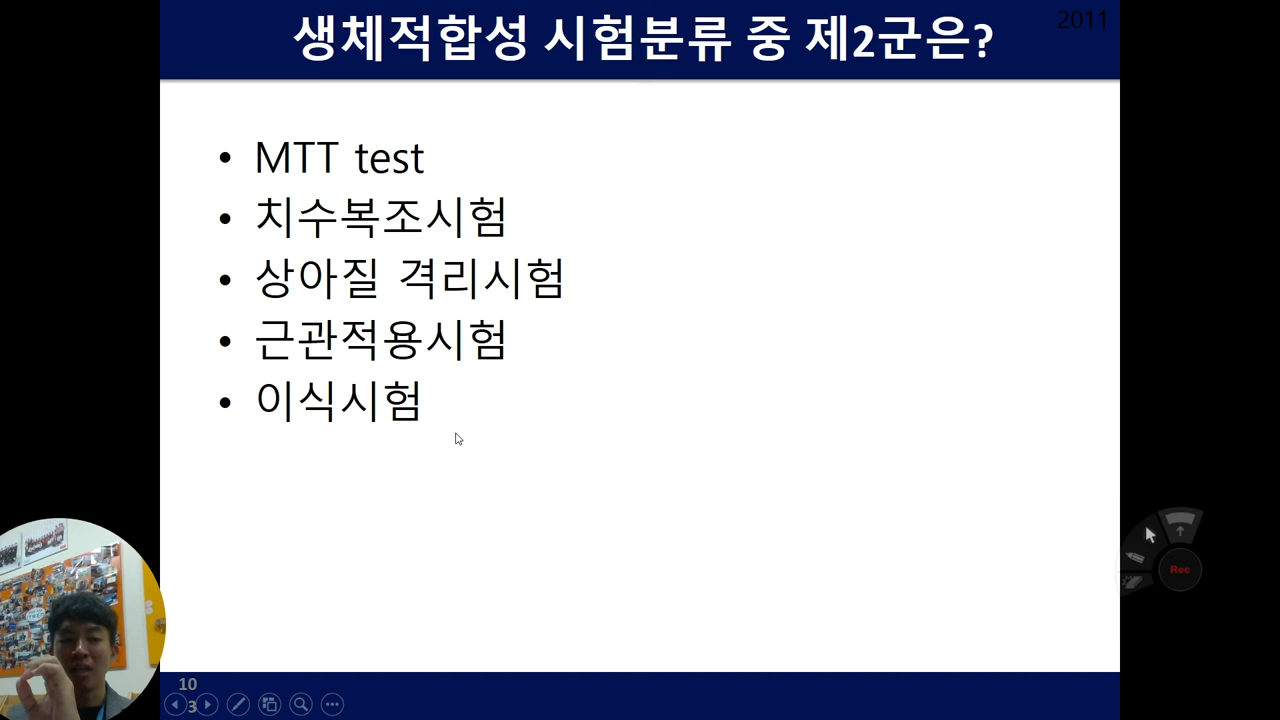 생체적합성 시험분류 중 제2군은?
2011
• MTT test
• 치수복조시험
• 상아질 격리시험
• 근관적용시험
• 이식시험
Rec
10
3